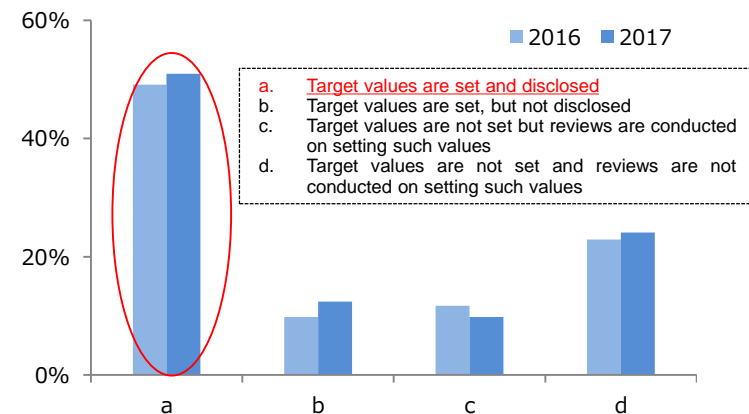 60%
2016 2017
a. Target values are set and disclosed
b. Target values are set, but not disclosed
c. Target values are not set but reviews are conducted
on setting such values
d. Target values are not set and reviews are not
conducted on setting such values
40%
20%
0%
a b c d